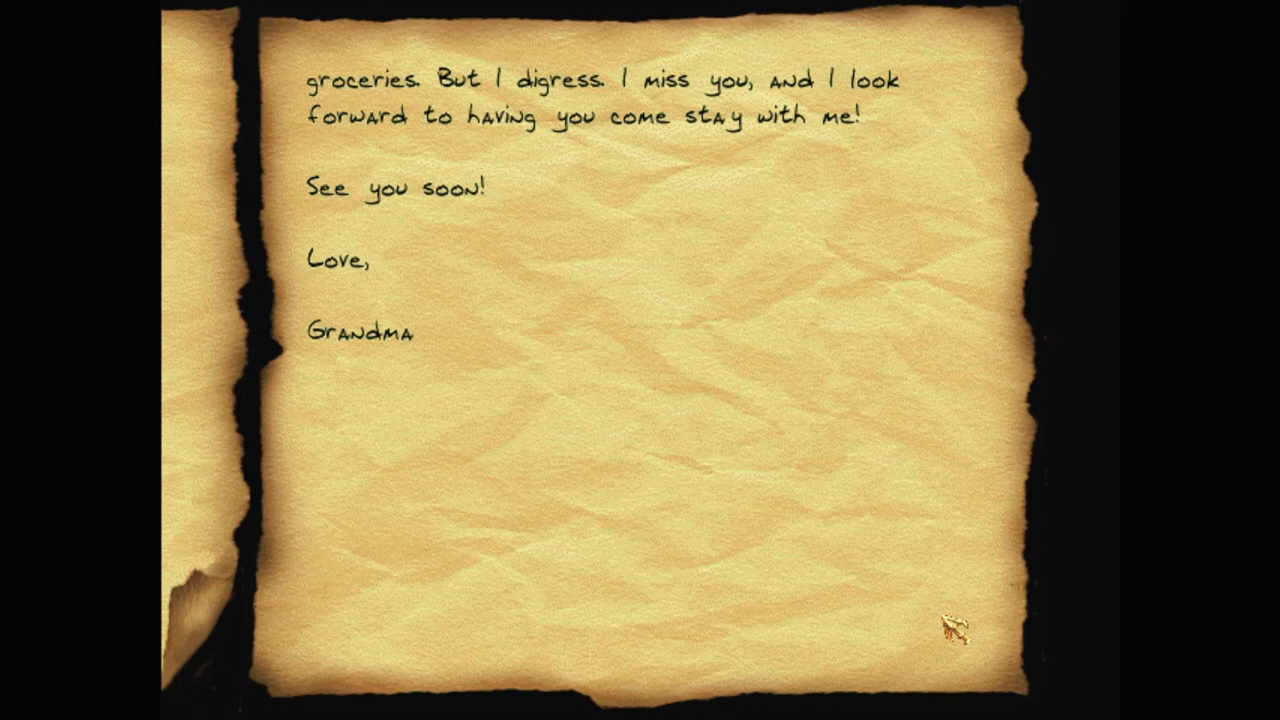 groceries. But I digress. I miss you, and I look
forward to having you come stay with me!
See you soon!
Love,
Grandma